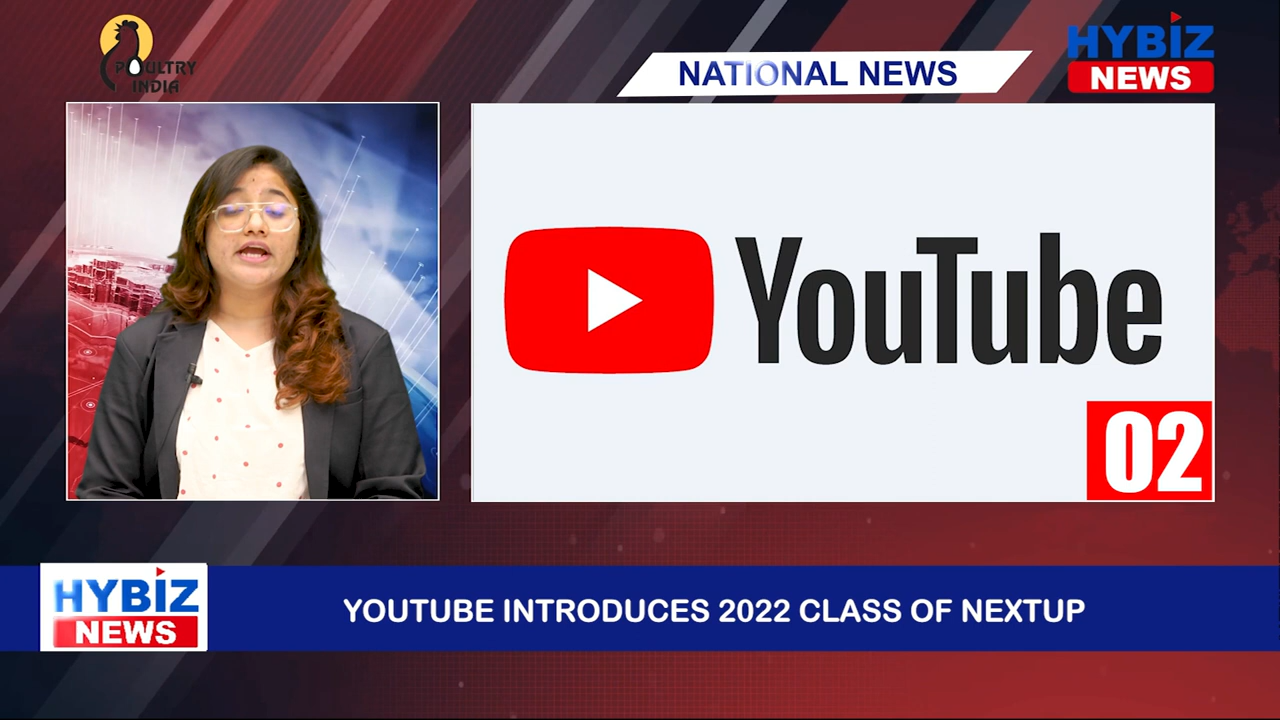 POULTRY
INDIA
NATIONAL NEWS
HYBIZ
NEWS
YouTube
02
HYBIZ
NEWS
YOUTUBE INTRODUCES 2022 CLASS OF NEXTUP